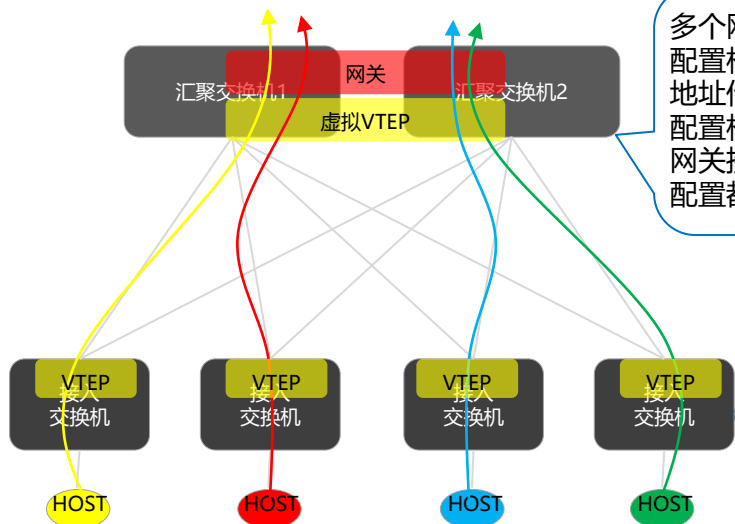 多个网
配置相
地址作
配置相
网关接
配置都
网关
汇聚交换机1
汇聚交换机2
虚拟VTEP
VTEP
接入
交换机
VTEP
接入
交换机
VTEP
接入
交换机
VTEP
接入
交换机
HOST
HOST
HOST
HOST